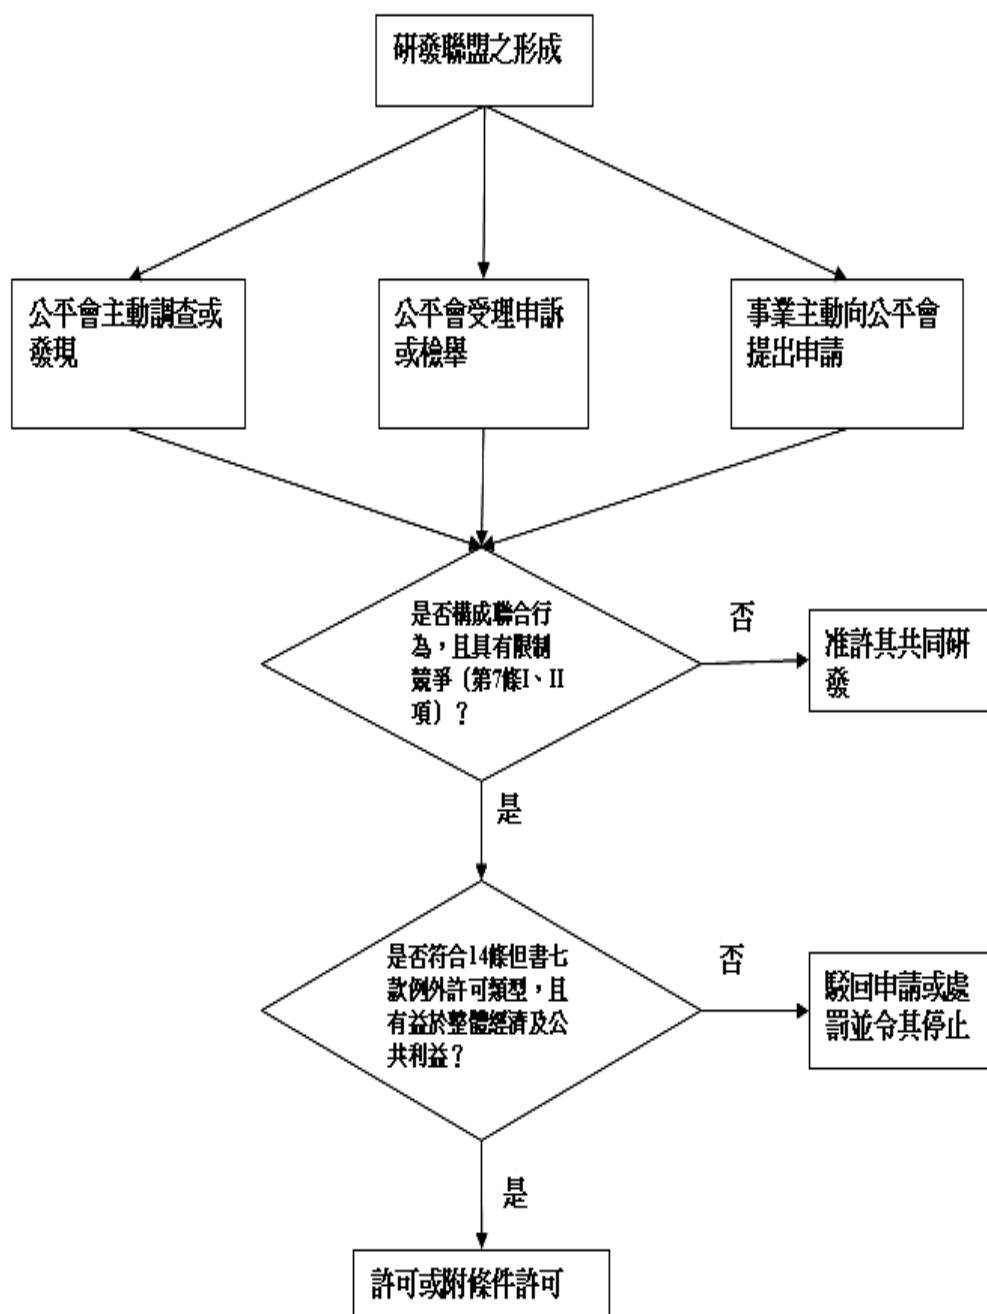 研發聯盟之形成
公平會主動調查或
發現
公平會受理申訴
或檢舉
事業主動向公平會
提出申請
是否構成聯合行
為，且具有限制
競爭〔第7條I、II
項〕？
否
准許其共同研
發
是
是否符合14條但書七
款例外許可類型，且
有益於整體經濟及公
共利益？
否
駁回申請或處
罰並令其停止
是
許可或附條件許可